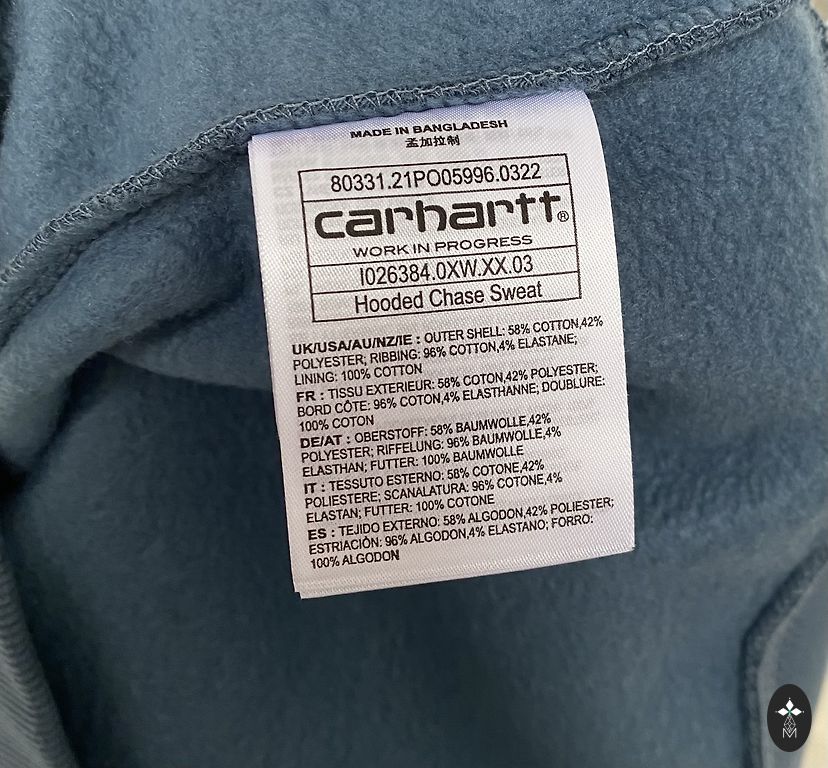 MADE IN BANGLADESH
孟加拉制
80331.21PO05996.0322
carhartt®
WORK IN PROGRESS
I026384.0XW.XX.03
Hooded Chase Sweat
UK/USA/AU/NZ/IE : OUTER SHELL: 58% COTTON,42%
POLYESTER; RIBBING: 96% COTTON,4% ELASTANE;
LINING: 100% COTTON
FR : TISSU EXTERIEUR: 58% COTON,42% POLYESTER;
BORD CÔTE: 96% COTON,4% ELASTHANNE; DOUBLURE:
100% COTON
DE/AT : OBERSTOFF: 58% BAUMWOLLE,42%
POLYESTER; RIFFELUNG: 96% BAUMWOLLE,4%
ELASTHAN; FUTTER: 100% BAUMWOLLE
IT : TESSUTO ESTERNO: 58% COTONE,42%
POLIESTERE; SCANALATURA: 96% COTONE,4%
ELASTAN; FUTTER: 100% COTONE
ES : TEJIDO EXTERNO: 58% ALGODON,42% POLIESTER;
ESTRIACIÓN: 96% ALGODON,4% ELASTANO; FORRO:
100% ALGODON